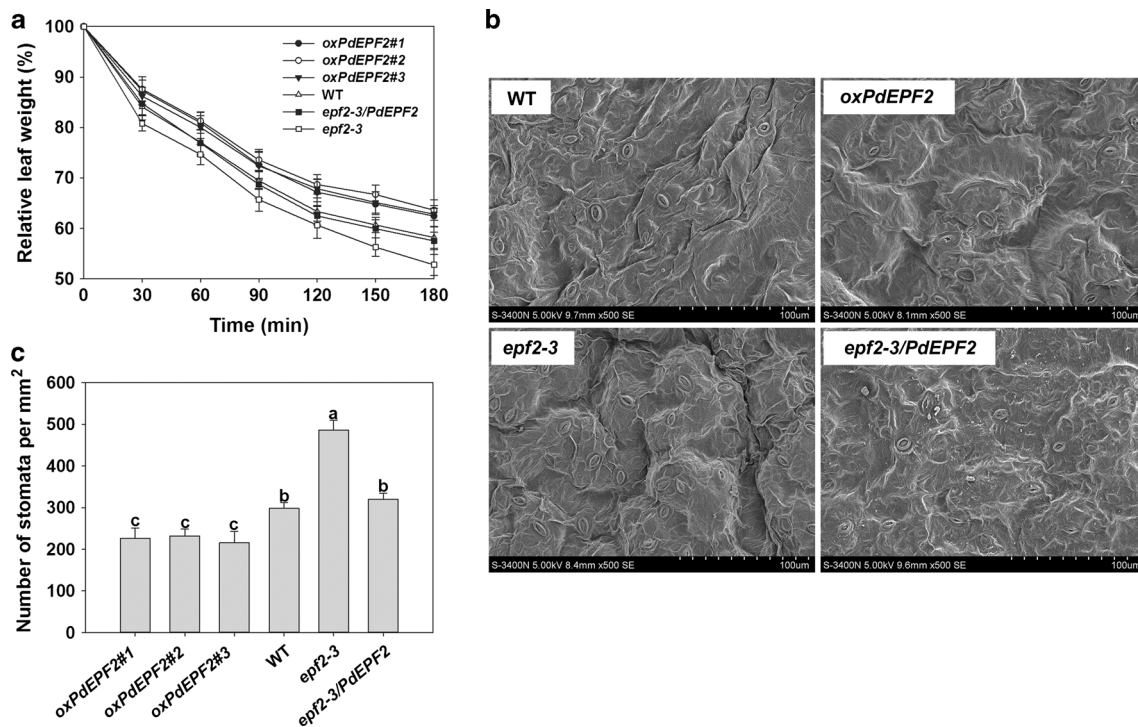 a
100
90
80
70
60
50
Relative leaf weight (%)
0
30
60
90
120
150
180
Time (min)
oxPdEPF2#1
oxPdEPF2#2
oxPdEPF2#3
WT
epf2-3/PdEPF2
epf2-3
b
WT
S-3400N 5.00kV 9.7mm x500 SE
100um
oxPdEPF2
S-3400N 5.00kV 8.1mm x500 SE
100um
epf2-3
S-3400N 5.00kV 8.4mm x500 SE
100um
epf2-3/PdEPF2
S-3400N 5.00kV 9.6mm x500 SE
100um
c
600
500
400
300
200
100
0
Number of stomata per mm²
c
c
c
b
a
b
oxPdEPF2#1
oxPdEPF2#2
oxPdEPF2#3
WT
epf2-3
epf2-3/PdEPF2